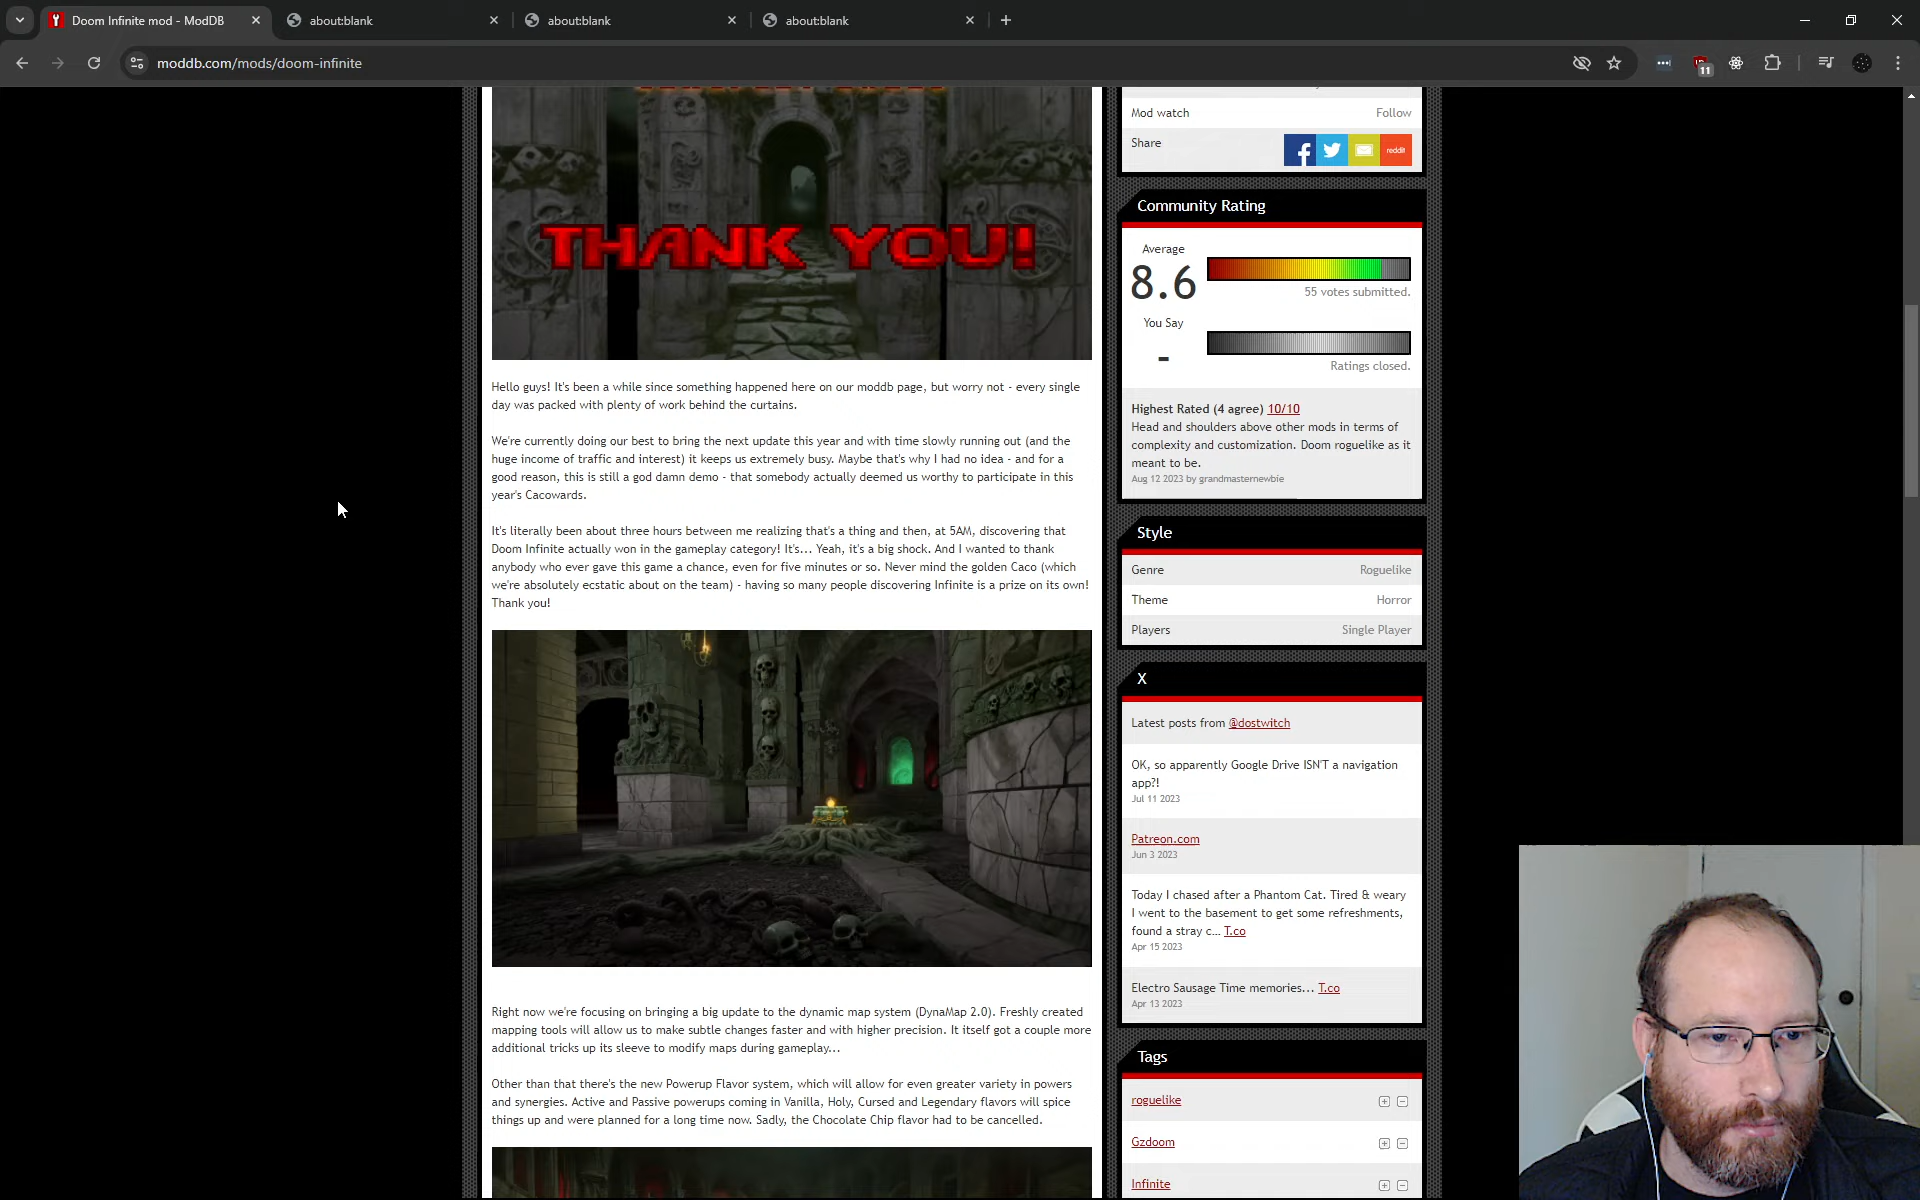 Doom Infinite mod - ModDB
about:blank
about:blank
about:blank
moddb.com/mods/doom-infinite
11
THANK YOU!
Hello guys! It's been a while since something happened here on our moddb page, but worry not - every single
day was packed with plenty of work behind the curtains.
We're currently doing our best to bring the next update this year and with time slowly running out (and the
huge income of traffic and interest) it keeps us extremely busy. Maybe that's why I had no idea - and for a
good reason, this is still a god damn demo - that somebody actually deemed us worthy to participate in this
year's Cacowards.
It's literally been about three hours between me realizing that's a thing and then, at 5AM, discovering that
Doom Infinite actually won in the gameplay category! It's... Yeah, it's a big shock. And I wanted to thank
anybody who ever gave this game a chance, even for five minutes or so. Never mind the golden Caco (which
we're absolutely ecstatic about on the team) - having so many people discovering Infinite is a prize on its own!
Thank you!
Right now we're focusing on bringing a big update to the dynamic map system (DynaMap 2.0). Freshly created
mapping tools will allow us to make subtle changes faster and with higher precision. It itself got a couple more
additional tricks up its sleeve to modify maps during gameplay...
Other than that there's the new Powerup Flavor system, which will allow for even greater variety in powers
and synergies. Active and Passive powerups coming in Vanilla, Holy, Cursed and Legendary flavors will spice
things up and were planned for a long time now. Sadly, the Chocolate Chip flavor had to be cancelled.
Mod watch Follow
Share reddit
Community Rating
Average
8.6
55 votes submitted.
You Say
-
Ratings closed.
Highest Rated (4 agree) 10/10
Head and shoulders above other mods in terms of
complexity and customization. Doom roguelike as it
meant to be.
Aug 12 2023 by grandmasternewbie
Style
Genre Roguelike
Theme Horror
Players Single Player
X
Latest posts from @dostwitch
OK, so apparently Google Drive ISN'T a navigation
app?!
Jul 11 2023
Patreon.com
Jun 3 2023
Today I chased after a Phantom Cat. Tired & weary
I went to the basement to get some refreshments,
found a stray c... T.co
Apr 15 2023
Electro Sausage Time memories... T.co
Apr 13 2023
Tags
roguelike
Gzdoom
Infinite